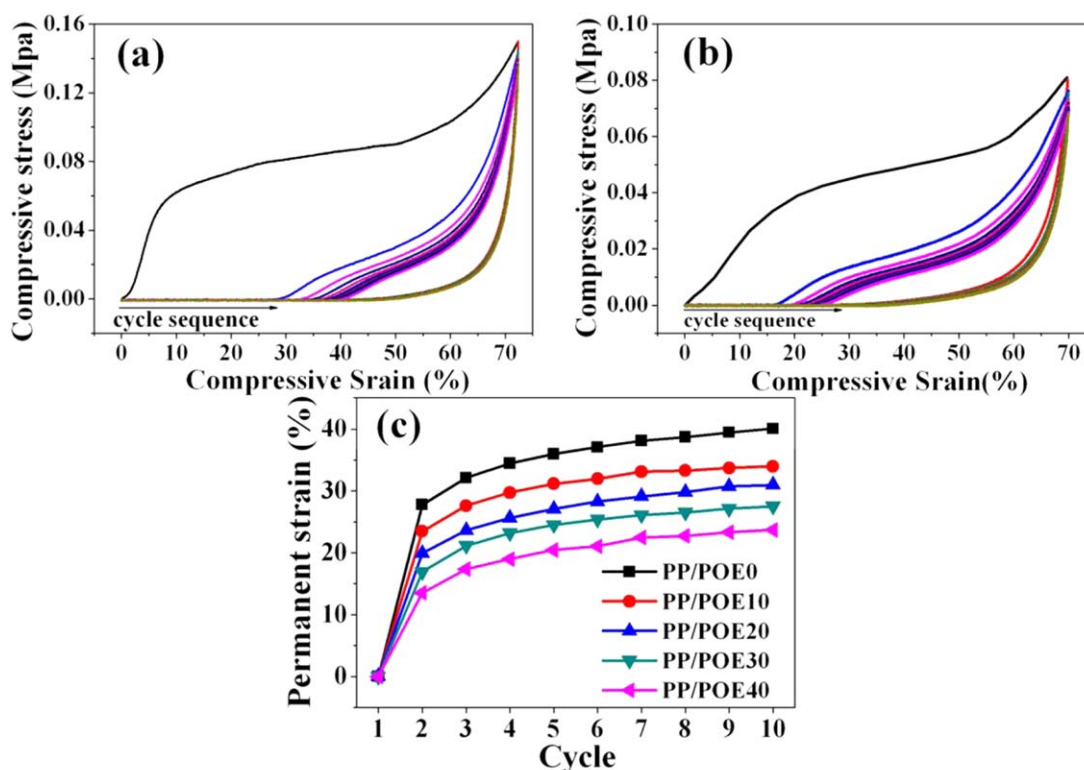 (a)
Compressive stress (Mpa)
0.16
0.12
0.08
0.04
0.00
cycle sequence
0 10 20 30 40 50 60 70
Compressive Srain (%)
(b)
Compressive stress (Mpa)
0.10
0.08
0.06
0.04
0.02
0.00
cycle sequence
0 10 20 30 40 50 60 70
Compressive Srain(%)
(c)
Permanent strain (%)
40
30
20
10
0
PP/POE0
PP/POE10
PP/POE20
PP/POE30
PP/POE40
1 2 3 4 5 6 7 8 9 10
Cycle